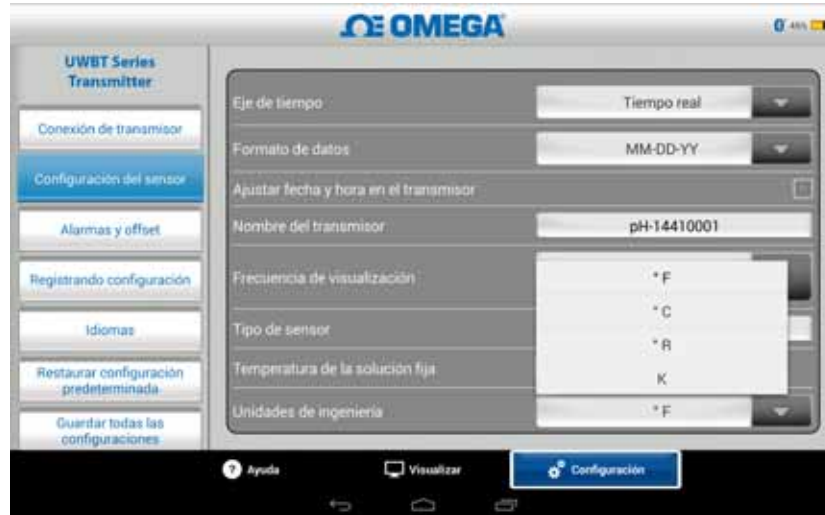 OMEGA
UWBT Series
Transmitter
Conexión de transmisor
Configuración del sensor
Alarmas y offset
Registrando configuración
Idiomas
Restaurar configuración
predeterminada
Guardar todas las
configuraciones
Eje de tiempo
Tiempo real
Formato de datos
MM-DD-YY
Ajustar fecha y hora en el transmisor
Nombre del transmisor
pH-14410001
Frecuencia de visualización
Tipo de sensor
Temperatura de la solución fija
Unidades de ingeniería
° F
° C
° R
K
° F
? Ayuda
Visualizar
Configuración